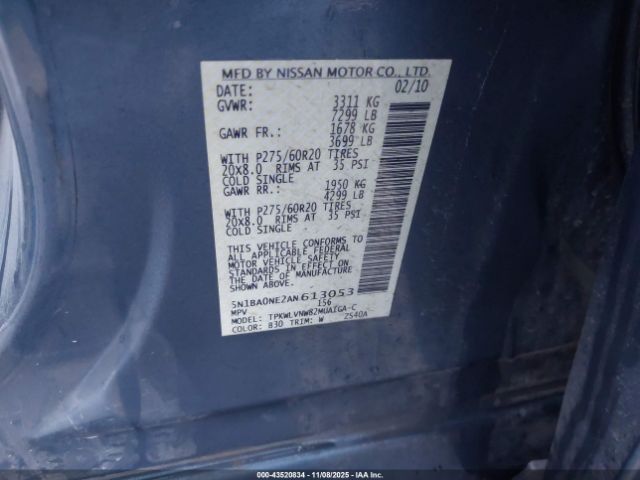 MFD BY NISSAN MOTOR CO., LTD.
DATE: 02/10
GVWR: 3311 KG
7299 LB
GAWR FR.: 1678 KG
3699 LB
WITH P275/60R20 TIRES
20X8.0 RIMS AT 35 PSI
COLD SINGLE
GAWR RR.: 1950 KG
4299 LB
WITH P275/60R20 TIRES
20X8.0 RIMS AT 35 PSI
COLD SINGLE
THIS VEHICLE CONFORMS TO
ALL APPLICABLE FEDERAL
MOTOR VEHICLE SAFETY
STANDARDS IN EFFECT ON
THE DATE OF MANUFACTURE
SHOWN ABOVE.
5N1BA0NE2AN613053
MPV 156
MODEL: TPKWLVNW82MUAIGA-C
COLOR: B30 TRIM: W ZS40A
000-43520834 - 11/08/2025 - IAAI.COM